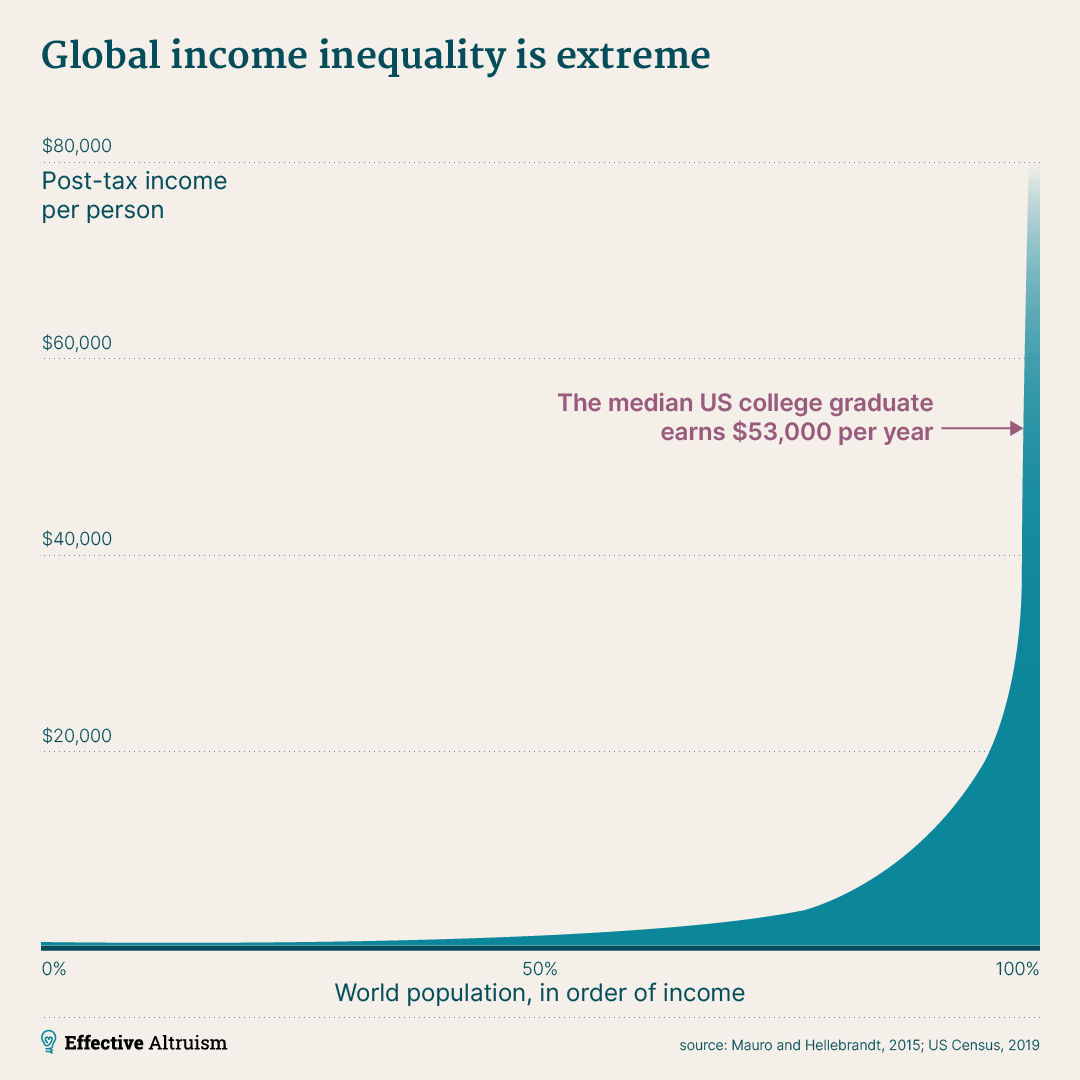 Global income inequality is extreme
$80,000
Post-tax income
per person
$60,000
The median US college graduate
earns $53,000 per year
$40,000
$20,000
0%
50%
100%
World population, in order of income
Effective Altruism
source: Mauro and Hellebrandt, 2015; US Census, 2019